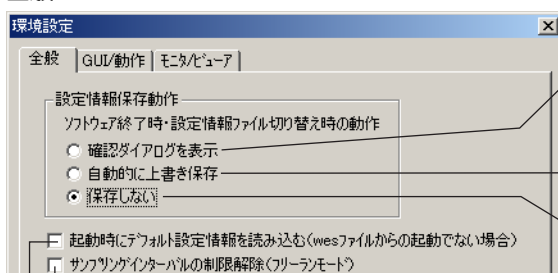 環境設定
全般
GUI/動作
モニタ/ビューア
設定情報保存動作
ソフトウェア終了時・設定情報ファイル切り替え時の動作
確認ダイアログを表示
自動的に上書き保存
保存しない
起動時にデフォルト設定情報を読み込む(wesファイルからの起動でない場合)
サンプリングインターバルの制限解除(フリーランモード)